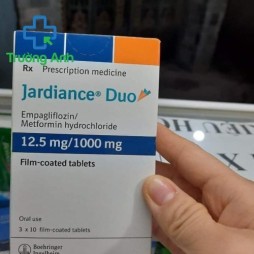 Trường Anh
Rx Prescription medicine
Jardiance® Duo
Empagliflozin/
Metformin hydrochloride
12.5 mg/1000 mg
Film-coated tablets
Oral use
3 x 10 film-coated tablets
Boehringer
Ingelheim